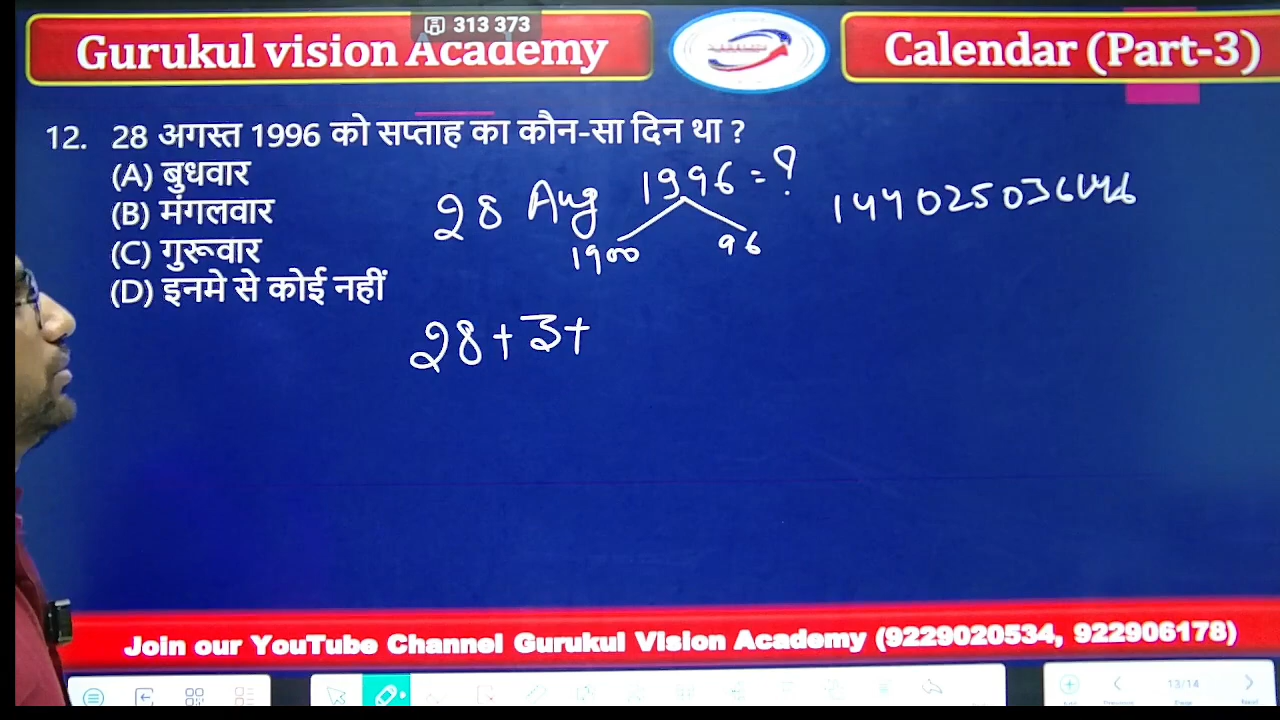 313 373
Gurukul vision Academy
Calendar (Part-3)
12. 28 अगस्त 1996 को सप्ताह का कौन-सा दिन था ?
(A) बुधवार
(B) मंगलवार
(C) गुरूवार
(D) इनमे से कोई नहीं
28 Aug 1996 = ?
1900 96
28+3+
Join our YouTube Channel Gurukul Vision Academy (9229020534, 922906178)
13/14